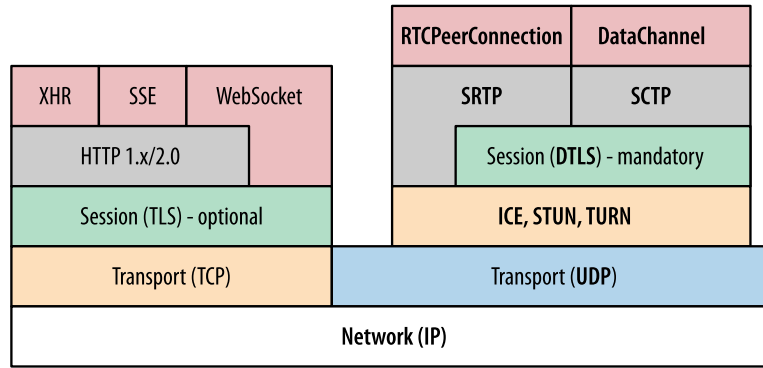 RTCPeerConnection DataChannel
XHR SSE WebSocket SRTP SCTP
HTTP 1.x/2.0 Session (DTLS) - mandatory
Session (TLS) - optional ICE, STUN, TURN
Transport (TCP) Transport (UDP)
Network (IP)